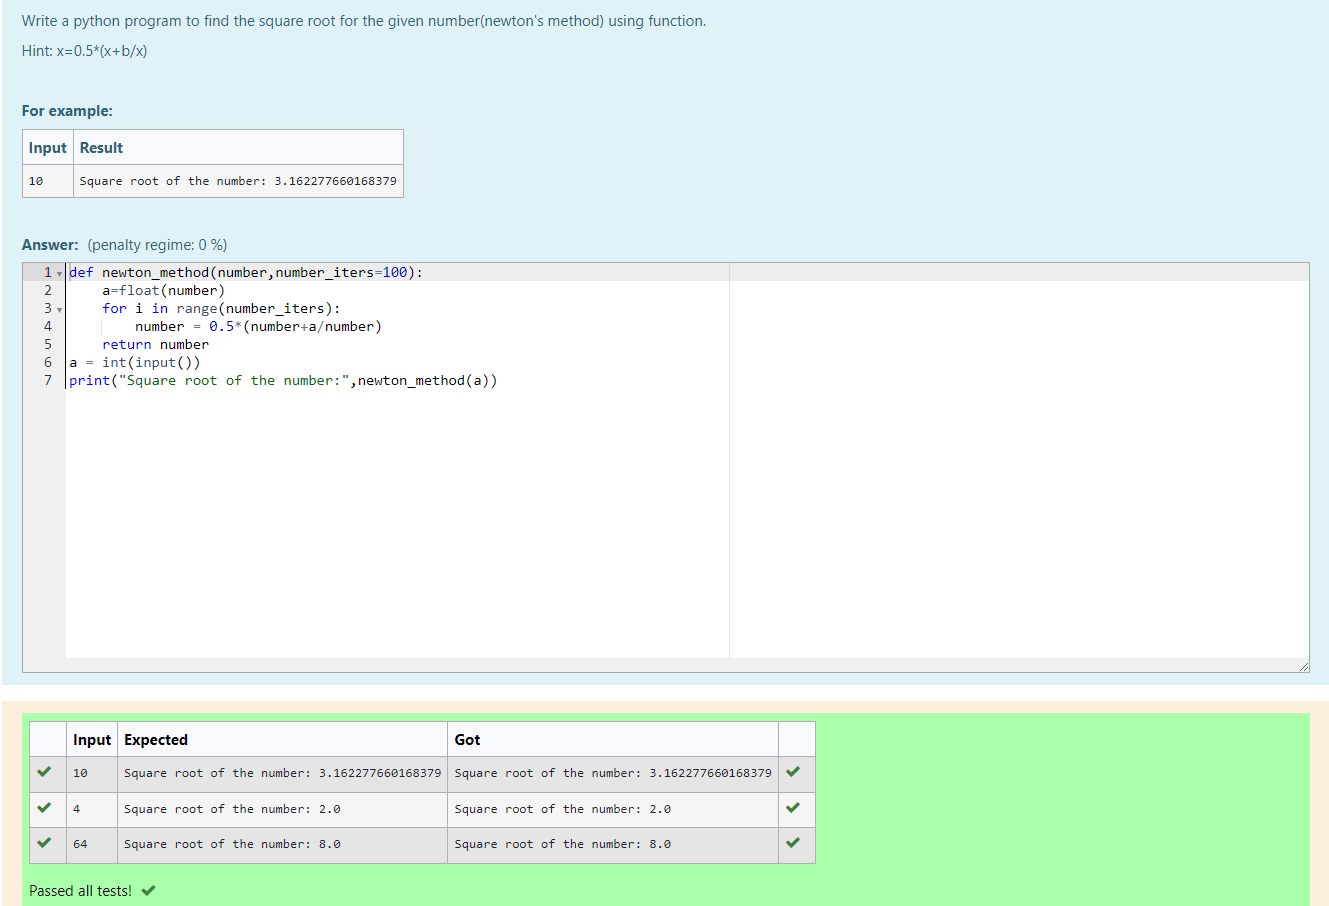 Write a python program to find the square root for the given number(newton's method) using function.
Hint: x=0.5*(x+b/x)
For example:
Input Result
10 Square root of the number: 3.162277660168379
Answer: (penalty regime: 0 %)
1 def newton_method(number,number_iters=100):
2     a=float(number)
3     for i in range(number_iters):
4         number = 0.5*(number+a/number)
5     return number
6 a = int(input())
7 print("Square root of the number:",newton_method(a))
Input Expected Got
10 Square root of the number: 3.162277660168379 Square root of the number: 3.162277660168379
4 Square root of the number: 2.0 Square root of the number: 2.0
64 Square root of the number: 8.0 Square root of the number: 8.0
Passed all tests!